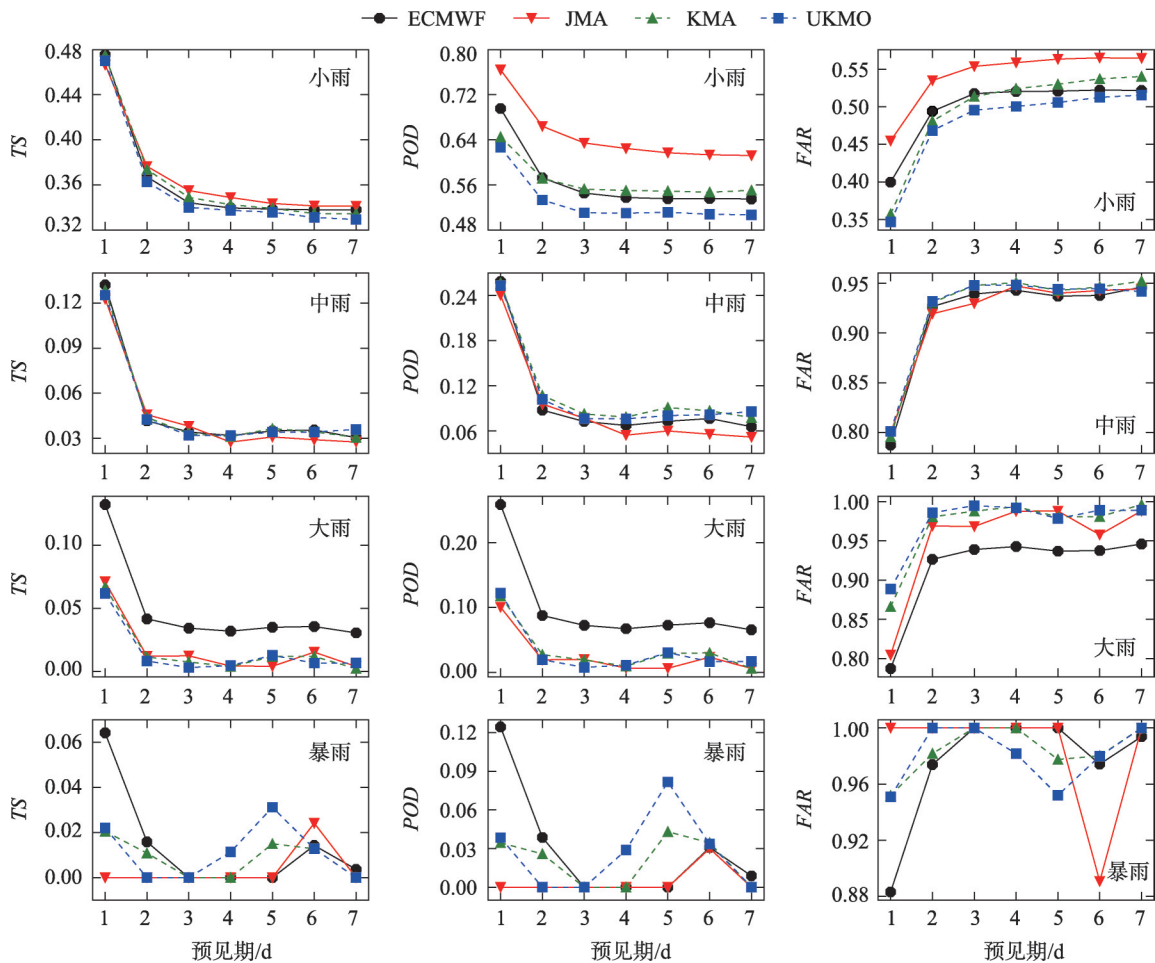 ECMWF JMA KMA UKMO
0.48 0.44 0.40 0.36 0.32
TS
小雨
1 2 3 4 5 6 7
0.80 0.72 0.64 0.56 0.48
POD
小雨
1 2 3 4 5 6 7
0.55 0.50 0.45 0.40 0.35
FAR
小雨
1 2 3 4 5 6 7
0.12 0.09 0.06 0.03
TS
中雨
1 2 3 4 5 6 7
0.24 0.18 0.12 0.06
POD
中雨
1 2 3 4 5 6 7
0.95 0.90 0.85 0.80
FAR
中雨
1 2 3 4 5 6 7
0.10 0.05 0.00
TS
大雨
1 2 3 4 5 6 7
0.20 0.10 0.00
POD
大雨
1 2 3 4 5 6 7
1.00 0.95 0.90 0.85 0.80
FAR
大雨
1 2 3 4 5 6 7
0.06 0.04 0.02 0.00
TS
暴雨
1 2 3 4 5 6 7
预见期/d
0.12 0.09 0.06 0.03 0.00
POD
暴雨
1 2 3 4 5 6 7
预见期/d
1.00 0.96 0.92 0.88
FAR
暴雨
1 2 3 4 5 6 7
预见期/d